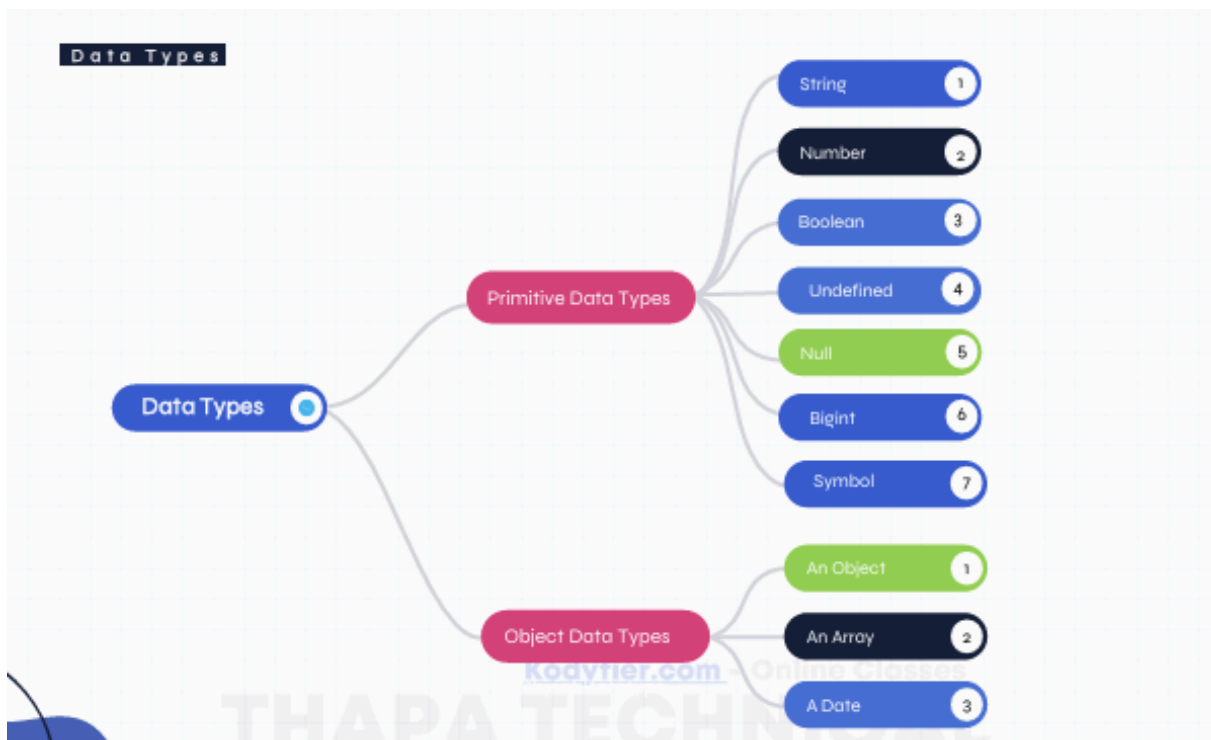 Data Types
String 1
Number 2
Boolean 3
Undefined 4
Primitive Data Types
Null 5
Data Types
Bigint 6
Symbol 7
An Object 1
Object Data Types
An Array 2
Kodyfier.com - Online Classes
A Date 3
THAPA TECHNICAL